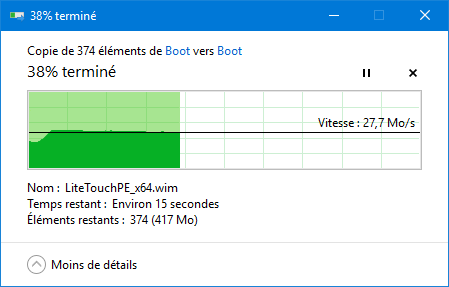 38% terminé
Copie de 374 éléments de Boot vers Boot
38% terminé
Vitesse : 27,7 Mo/s
Nom : LiteTouchPE_x64.wim
Temps restant : Environ 15 secondes
Éléments restants : 374 (417 Mo)
Moins de détails